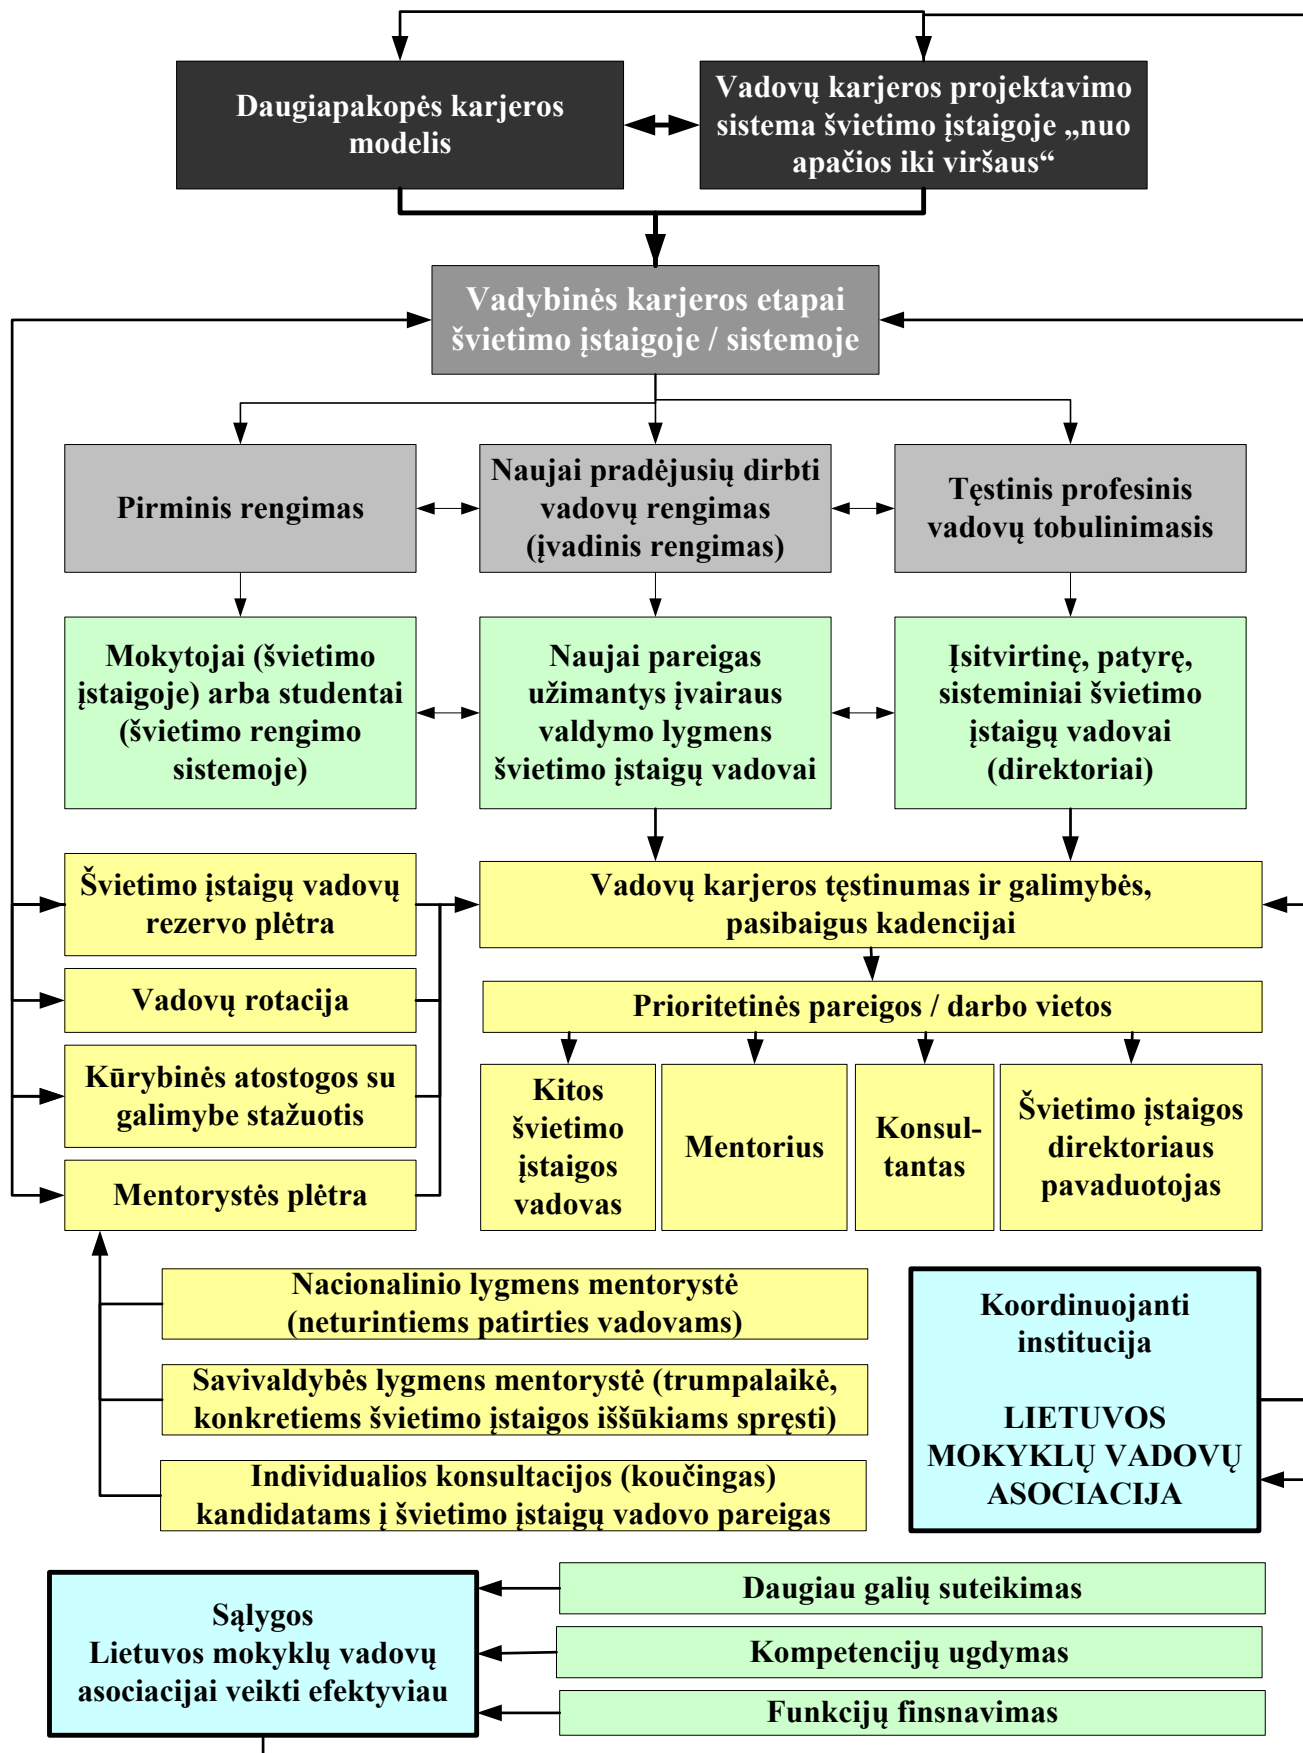 Daugiapakopės karjeros
modelis
Vadovų karjeros projektavimo
sistema švietimo įstaigoje „nuo
apačios iki viršaus“
Vadybinės karjeros etapai
švietimo įstaigoje / sistemoje
Pirminis rengimas
Naujai pradėjusių dirbti
vadovų rengimas
(įvadinis rengimas)
Tęstinis profesinis
vadovų tobulinimasis
Mokytojai (švietimo
įstaigoje) arba studentai
(švietimo rengimo
sistemoje)
Naujai pareigas
užimantys įvairaus
valdymo lygmens
švietimo įstaigų vadovai
Įsitvirtinę, patyrę,
sisteminiai švietimo
įstaigų vadovai
(direktoriai)
Švietimo įstaigų vadovų
rezervo plėtra
Vadovų rotacija
Kūrybinės atostogos su
galimybe stažuotis
Mentorystės plėtra
Vadovų karjeros tęstinumas ir galimybės,
pasibaigus kadencijai
Prioritetinės pareigos / darbo vietos
Kitos
švietimo
įstaigos
vadovas
Mentorius
Konsul-
tantas
Švietimo įstaigos
direktoriaus
pavaduotojas
Nacionalinio lygmens mentorystė
(neturintiems patirties vadovams)
Savivaldybės lygmens mentorystė (trumpalaikė,
konkretiems švietimo įstaigos iššūkiams spręsti)
Individualios konsultacijos (koučingas)
kandidatams į švietimo įstaigų vadovo pareigas
Koordinuojanti
institucija
LIETUVOS
MOKYKLŲ VADOVŲ
ASOCIACIJA
Sąlygos
Lietuvos mokyklų vadovų
asociacijai veikti efektyviau
Daugiau galių suteikimas
Kompetencijų ugdymas
Funkcijų finsnavimas